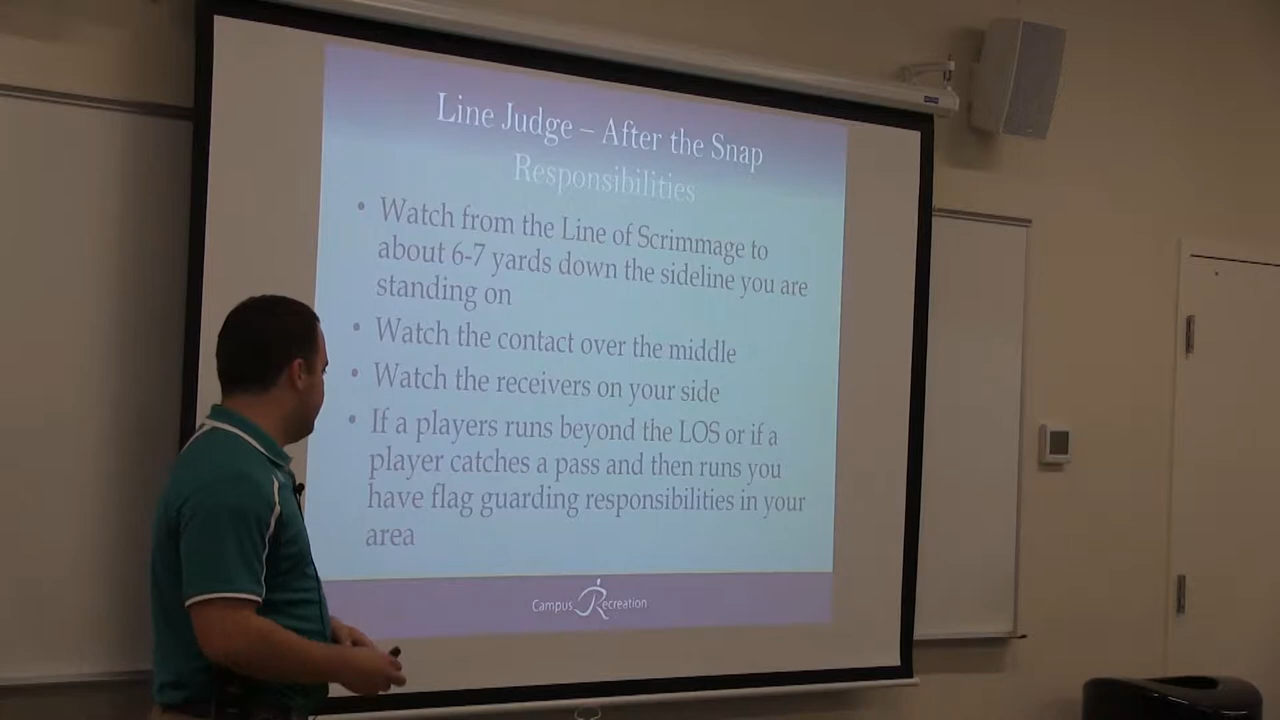 Line Judge – After the Snap
Responsibilities
• Watch from the Line of Scrimmage to
about 6-7 yards down the sideline you are
standing on
• Watch the contact over the middle
• Watch the receivers on your side
• If a players runs beyond the LOS or if a
player catches a pass and then runs you
have flag guarding responsibilities in your
area
Campus Recreation